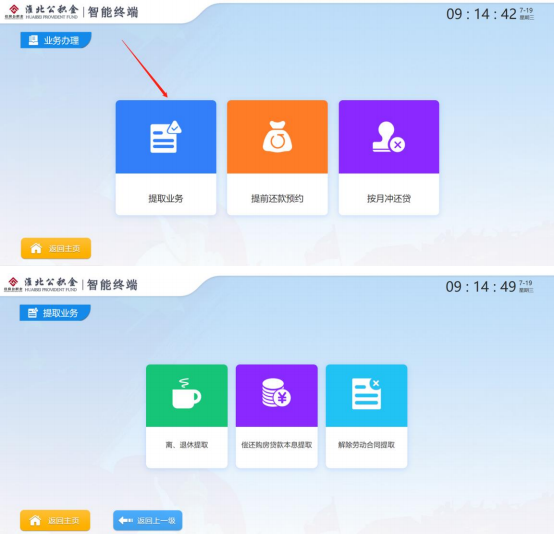 淮北公积金 | 智能终端
HUAIBEI PROVIDENT FUND
09 : 14 : 42 7-19
星期三
业务办理
提取业务 提前还款预约 按月冲还贷
返回主页
淮北公积金 | 智能终端
HUAIBEI PROVIDENT FUND
09 : 14 : 49 7-19
星期三
提取业务
离、退休提取 偿还购房贷款本息提取 解除劳动合同提取
返回主页 返回上一级